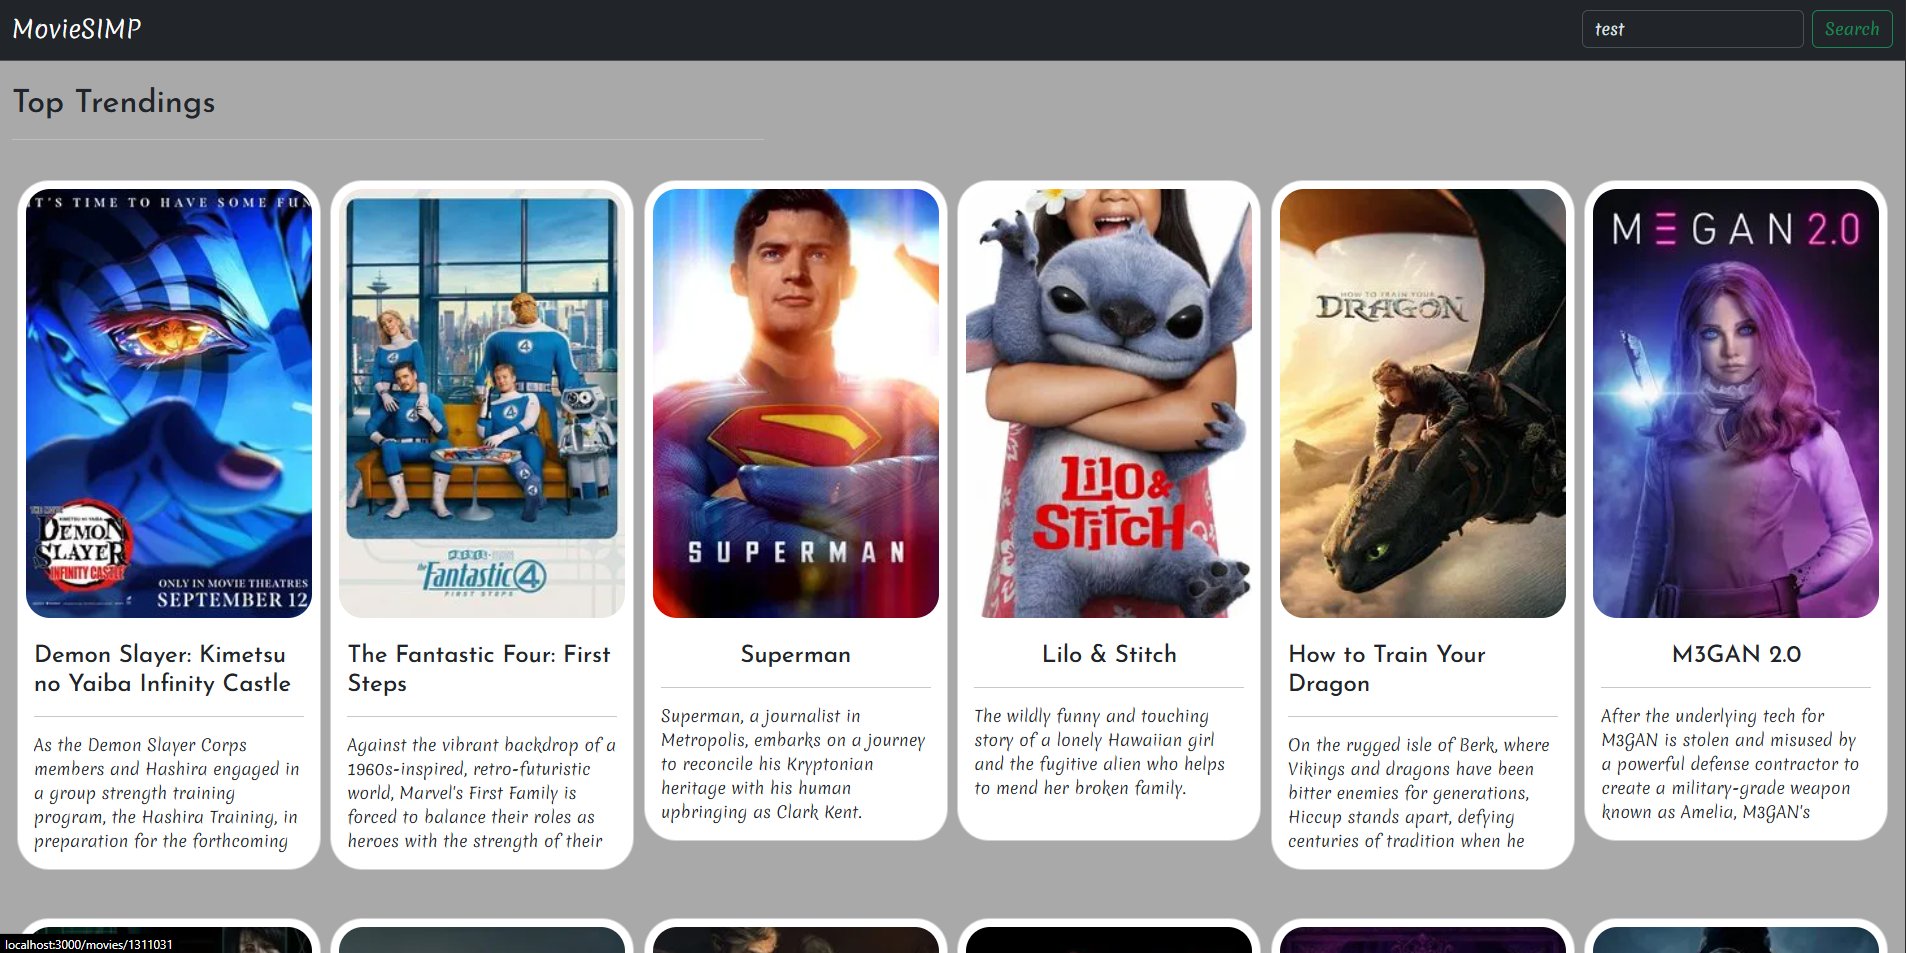 MovieSIMP
test
Search
Top Trendings
IT'S TIME TO HAVE SOME FUN
THE MOVIE
KIMETSU NO YAIBA
DEMON
SLAYER
INFINITY CASTLE
ONLY IN MOVIE THEATRES
SEPTEMBER 12
4
the Fantastic 4
FIRST STEPS
SUPERMAN
LILO &
STITCH
HOW TO TRAIN YOUR
DRAGON
MΞGAN 2.0
Demon Slayer: Kimetsu
no Yaiba Infinity Castle
As the Demon Slayer Corps
members and Hashira engaged in
a group strength training
program, the Hashira Training, in
preparation for the forthcoming
The Fantastic Four: First
Steps
Against the vibrant backdrop of a
1960s-inspired, retro-futuristic
world, Marvel's First Family is
forced to balance their roles as
heroes with the strength of their
Superman
Superman, a journalist in
Metropolis, embarks on a journey
to reconcile his Kryptonian
heritage with his human
upbringing as Clark Kent.
Lilo & Stitch
The wildly funny and touching
story of a lonely Hawaiian girl
and the fugitive alien who helps
to mend her broken family.
How to Train Your
Dragon
On the rugged isle of Berk, where
Vikings and dragons have been
bitter enemies for generations,
Hiccup stands apart, defying
centuries of tradition when he
M3GAN 2.0
After the underlying tech for
M3GAN is stolen and misused by
a powerful defense contractor to
create a military-grade weapon
known as Amelia, M3GAN's
localhost:3000/movies/1311031